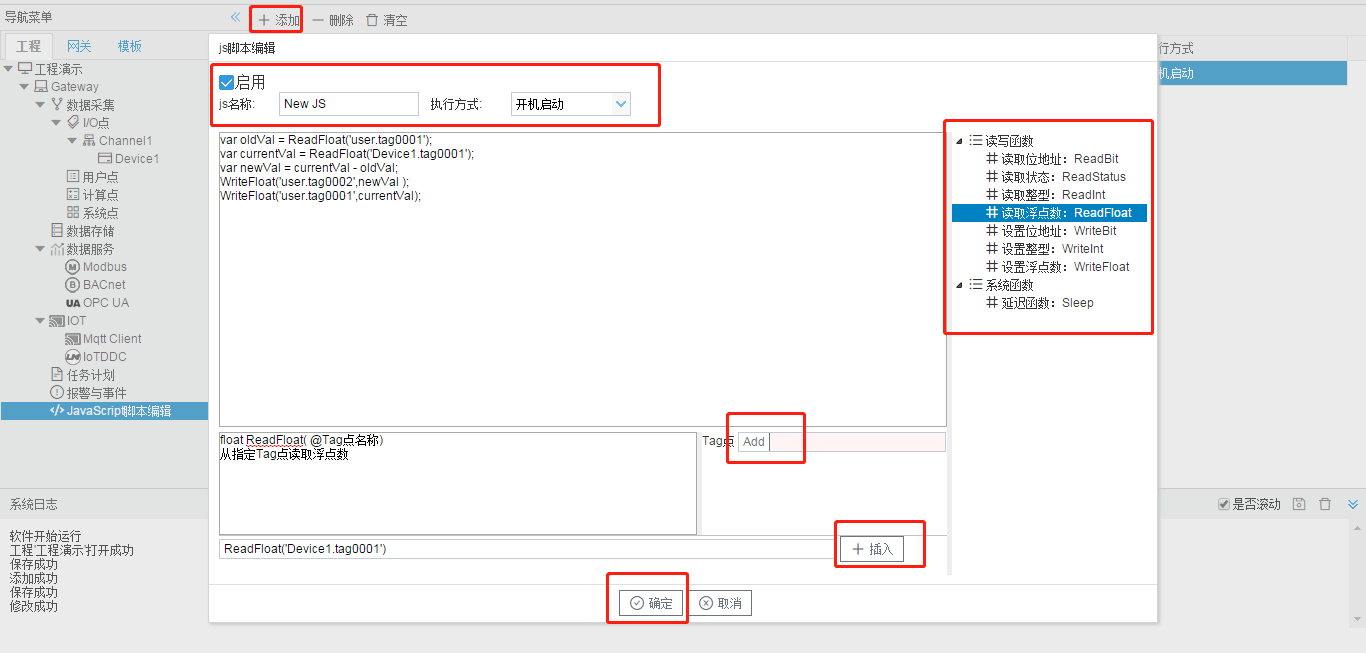 导航菜单
添加
删除
清空
工程
网关
模板
工程演示
Gateway
数据采集
I/O点
Channel1
Device1
用户点
计算点
系统点
数据存储
数据服务
Modbus
BACnet
UA OPC UA
IOT
Mqtt Client
IoTDDC
任务计划
报警与事件
JavaScript脚本编辑
js脚本编辑
启用
js名称:
New JS
执行方式:
开机启动
行方式
机启动
var oldVal = ReadFloat('user.tag0001');
var currentVal = ReadFloat('Device1.tag0001');
var newVal = currentVal - oldVal;
WriteFloat('user.tag0002',newVal );
WriteFloat('user.tag0001',currentVal);
读写函数
读取位地址：ReadBit
读取状态：ReadStatus
读取整型：ReadInt
读取浮点数：ReadFloat
设置位地址：WriteBit
设置整型：WriteInt
设置浮点数：WriteFloat
系统函数
延迟函数：Sleep
float ReadFloat( @Tag点名称)
从指定Tag点读取浮点数
Tag点
Add
ReadFloat('Device1.tag0001')
插入
确定
取消
系统日志
是否滚动
软件开始运行
工程'工程演示'打开成功
保存成功
添加成功
保存成功
修改成功